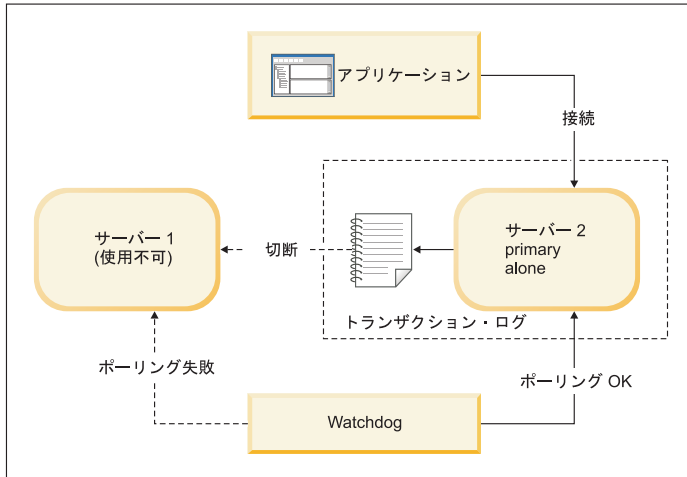 アプリケーション
接続
サーバー 1
(使用不可)
切断
サーバー 2
primary
alone
トランザクション・ログ
ポーリング失敗
ポーリング OK
Watchdog